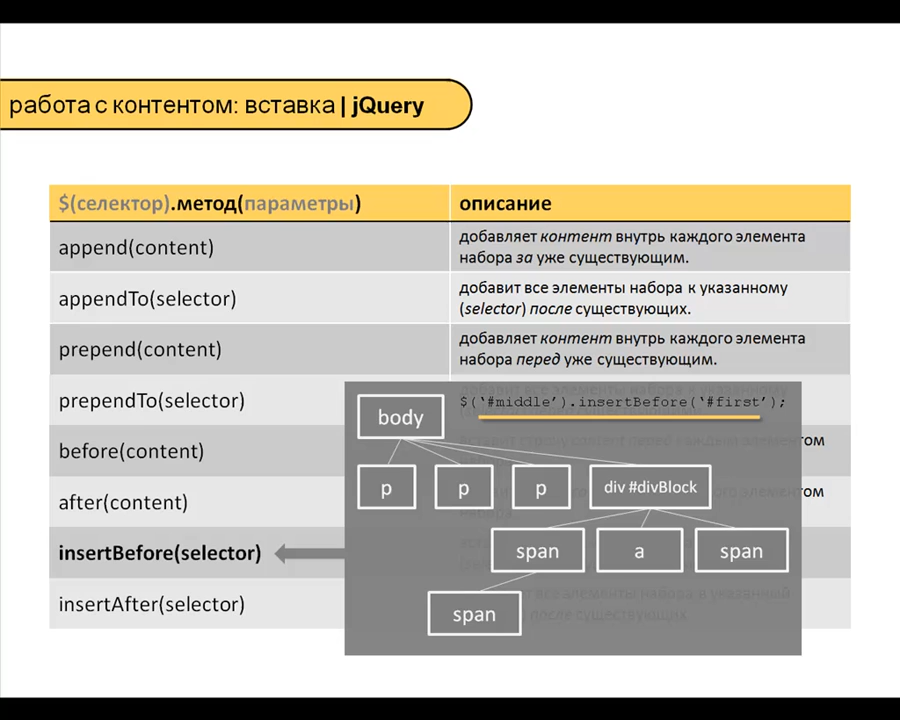 работа с контентом: вставка | jQuery
$(селектор).метод(параметры)
описание
append(content)
добавляет контент внутрь каждого элемента
набора за уже существующим.
appendTo(selector)
добавит все элементы набора к указанному
(selector) после существующих.
prepend(content)
добавляет контент внутрь каждого элемента
набора перед уже существующим.
prependTo(selector)
before(content)
after(content)
insertBefore(selector)
insertAfter(selector)
$(‘#middle’).insertBefore(‘#first’);
body
p
p
p
div #divBlock
span
a
span
span